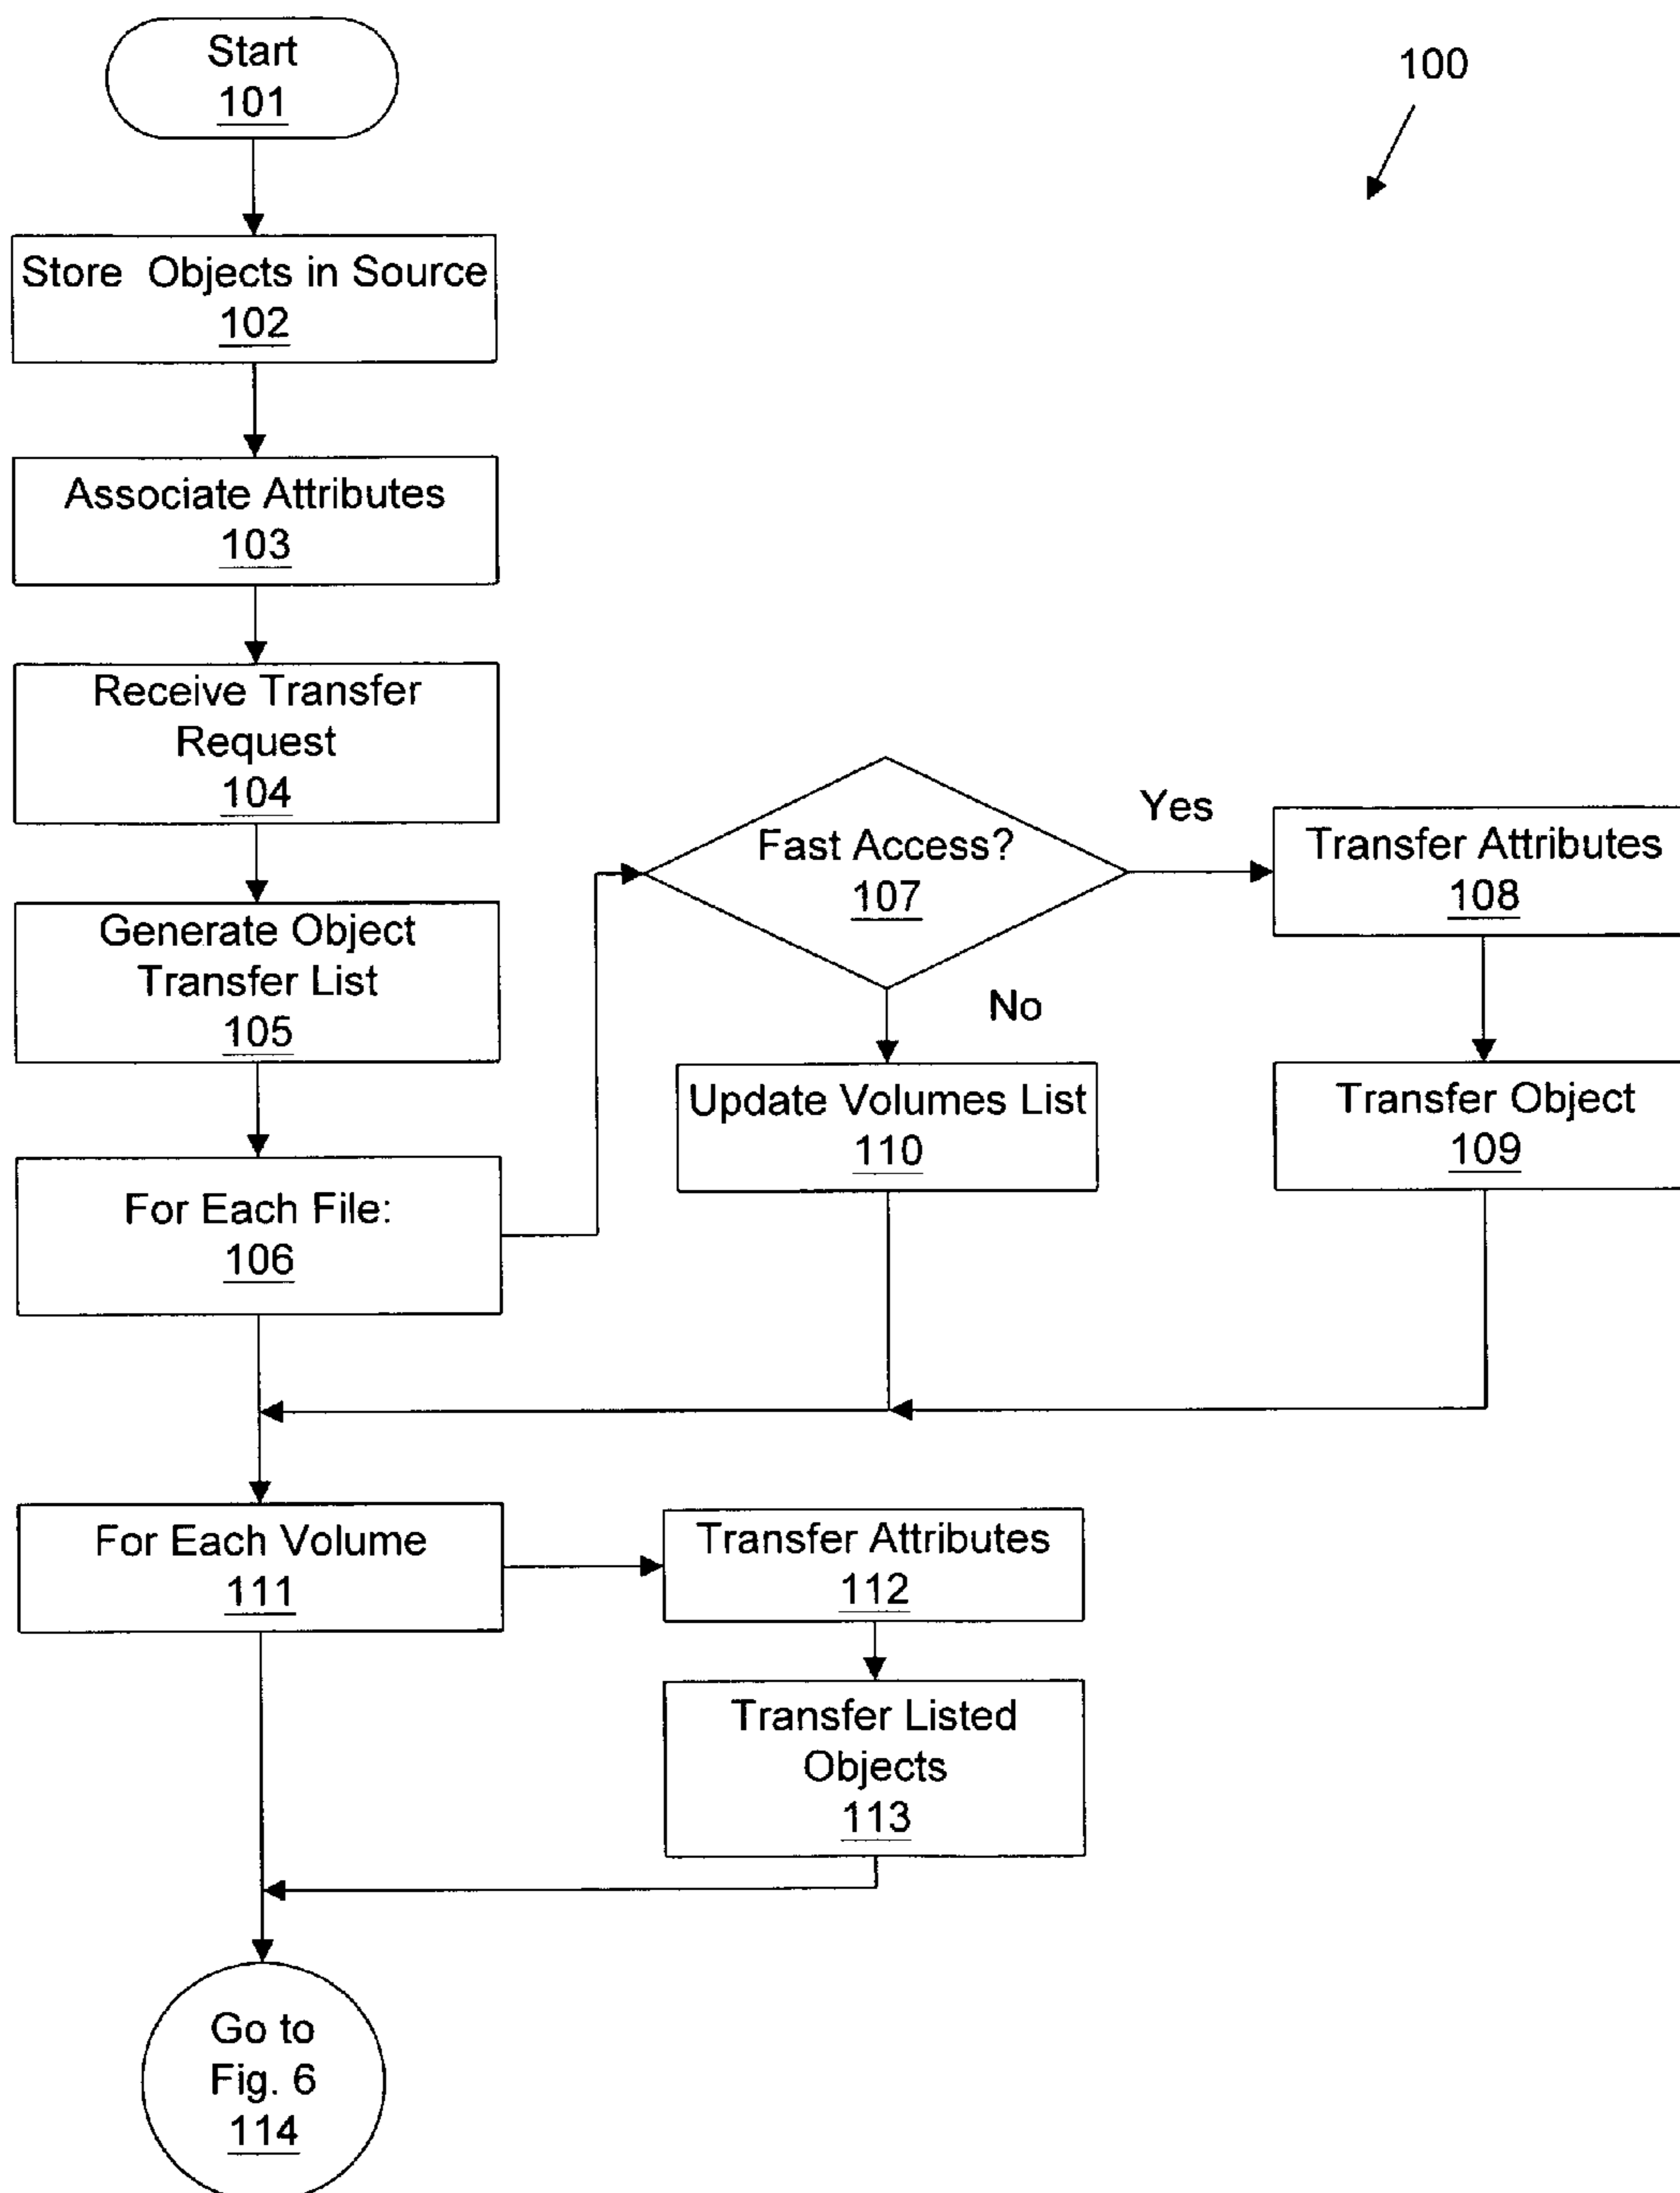 Start
101
100
Store Objects in Source
102
Associate Attributes
103
Receive Transfer
Request
104
Fast Access?
107
Yes
No
Transfer Attributes
108
Generate Object
Transfer List
105
Update Volumes List
110
Transfer Object
109
For Each File:
106
For Each Volume
111
Transfer Attributes
112
Transfer Listed
Objects
113
Go to
Fig. 6
114